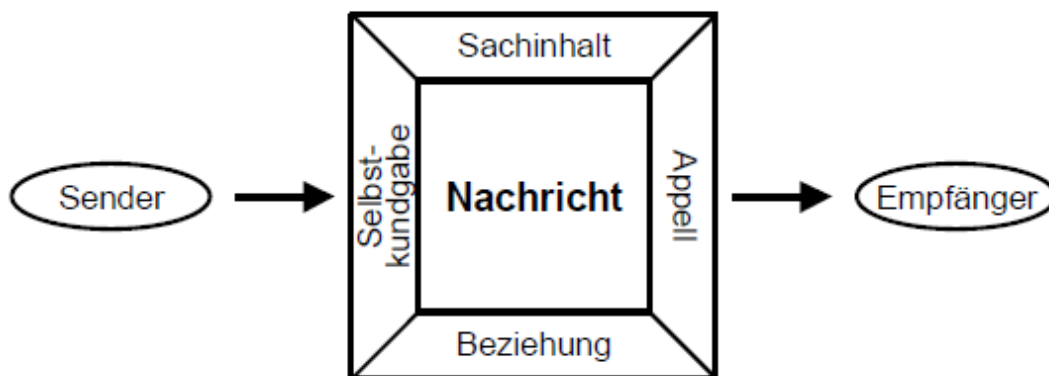 Sachinhalt
Sender
Selbst-
kundgabe
Nachricht
Appell
Empfänger
Beziehung